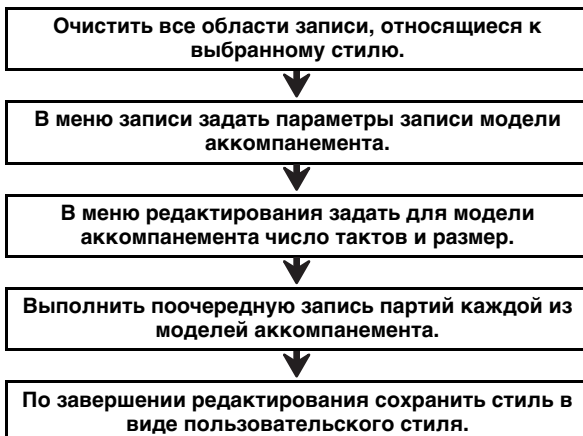 Очистить все области записи, относящиеся к
выбранному стилю.
В меню записи задать параметры записи модели
аккомпанемента.
В меню редактирования задать для модели
аккомпанемента число тактов и размер.
Выполнить поочередную запись партий каждой из
моделей аккомпанемента.
По завершении редактирования сохранить стиль в
виде пользовательского стиля.